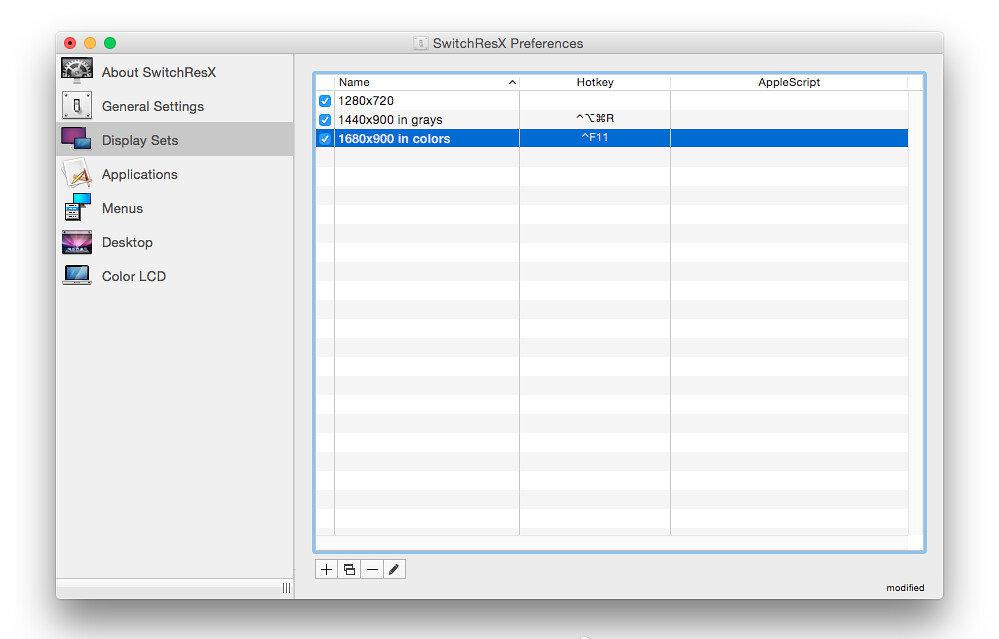 SwitchResX Preferences
About SwitchResX
General Settings
Display Sets
Applications
Menus
Desktop
Color LCD
Name Hotkey AppleScript
1280x720
1440x900 in grays ^⌥⌘R
1680x900 in colors ^F11
modified